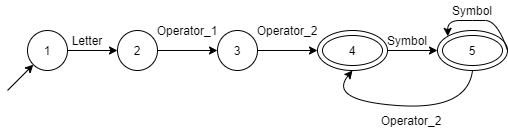 Symbol
Letter Operator_1 Operator_2 Symbol
1 2 3 4 5
Operator_2